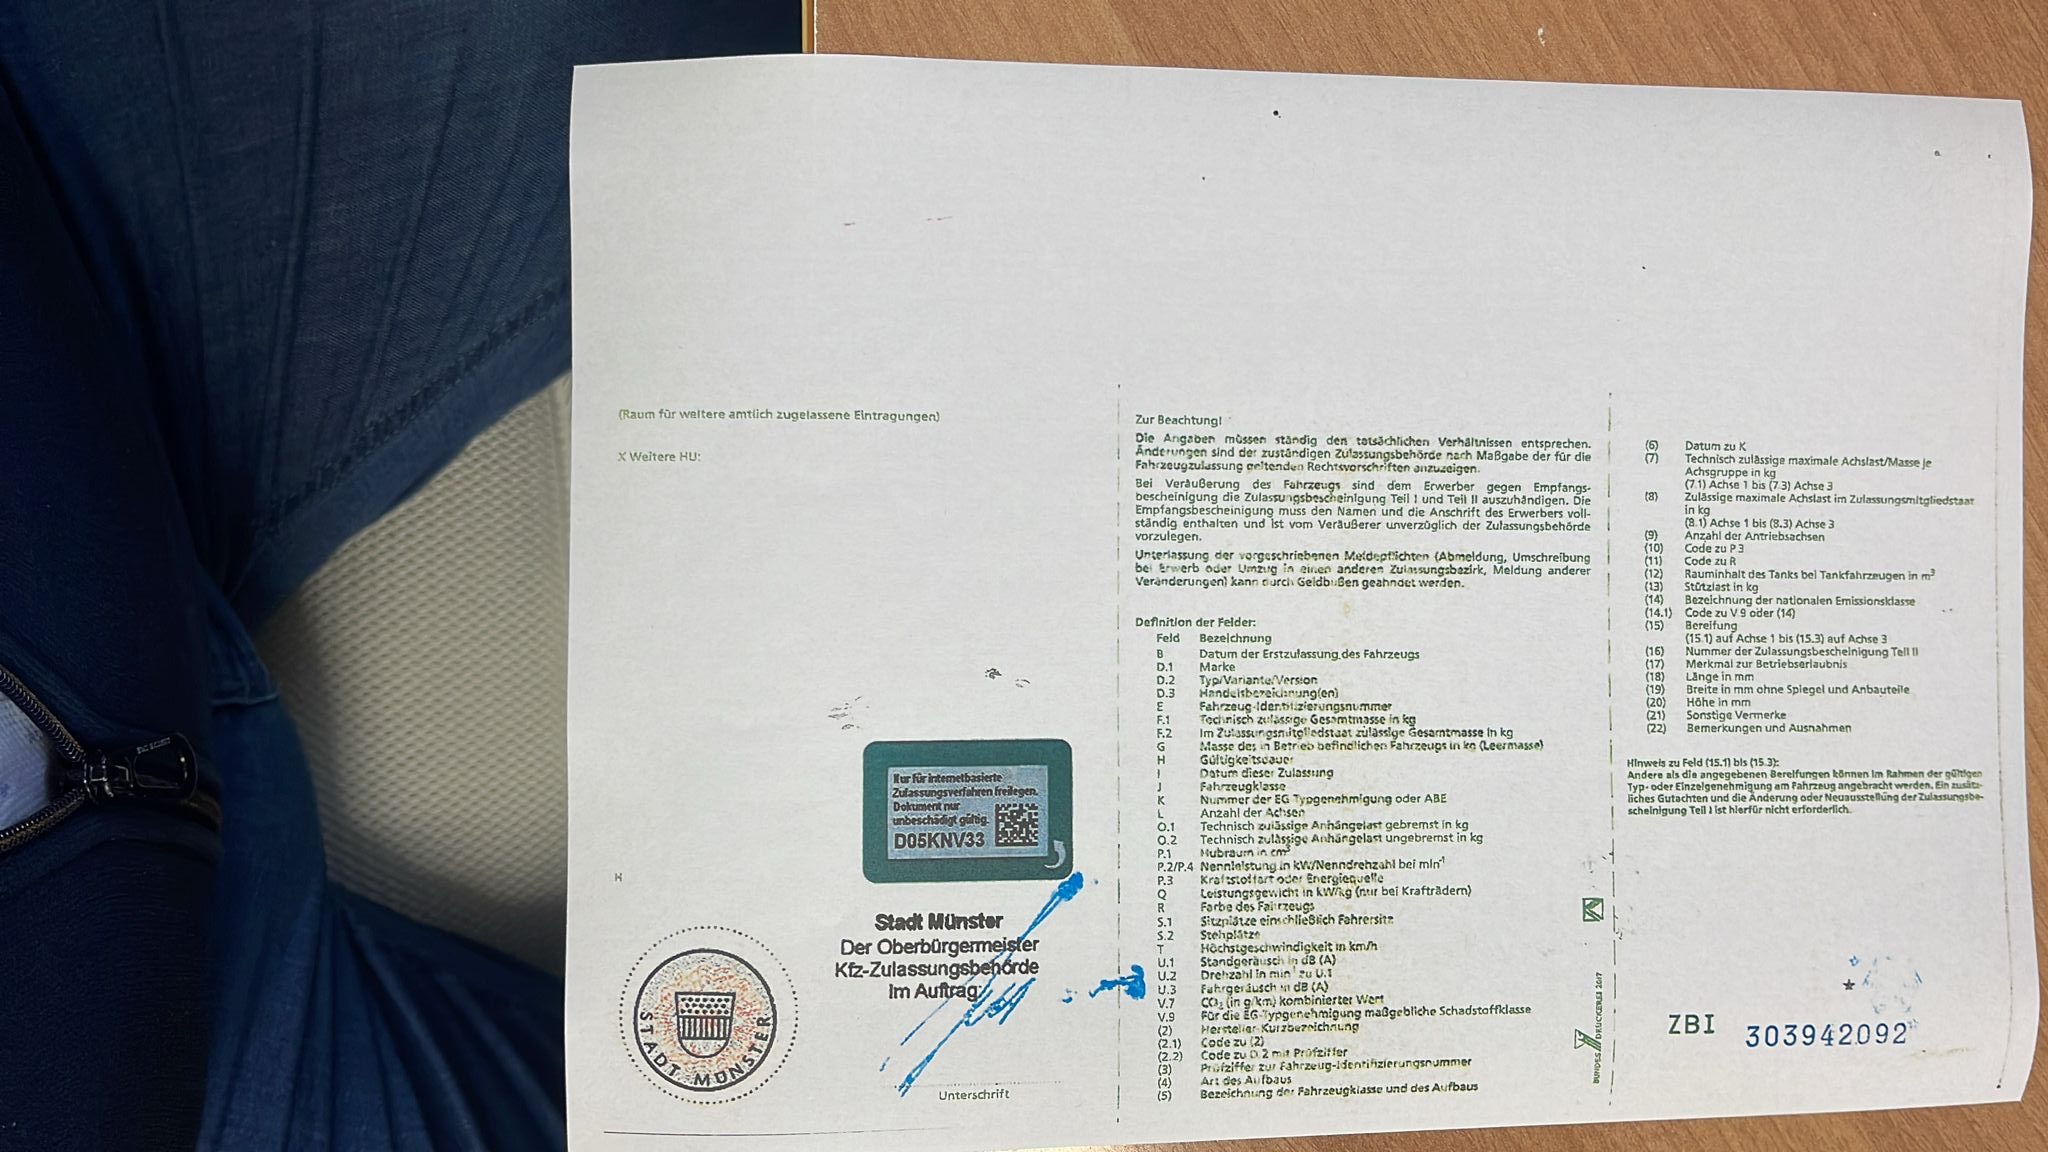 (Raum für weitere amtlich zugelassene Eintragungen)
X Weitere HU:
H
Nur für internetbasierte
Zulassungsverfahren freilegen.
Dokument nur
unbeschädigt gültig.
D05KNV33
Stadt Münster
Der Oberbürgermeister
Kfz-Zulassungsbehörde
Im Auftrag:
STADT MÜNSTER
Unterschrift
Zur Beachtung!
Die Angaben müssen ständig den tatsächlichen Verhältnissen entsprechen.
Änderungen sind der zuständigen Zulassungsbehörde nach Maßgabe der für die
Fahrzeugzulassung geltenden Rechtsvorschriften anzuzeigen.
Bei Veräußerung des Fahrzeugs sind dem Erwerber gegen Empfangs-
bescheinigung die Zulassungsbescheinigung Teil I und Teil II auszuhändigen. Die
Empfangsbescheinigung muss den Namen und die Anschrift des Erwerbers voll-
ständig enthalten und ist vom Veräußerer unverzüglich der Zulassungsbehörde
vorzulegen.
Unterlassung der vorgeschriebenen Meldepflichten (Abmeldung, Umschreibung
bei Erwerb oder Umzug in einen anderen Zulassungsbezirk, Meldung anderer
Veränderungen) kann durch Geldbußen geahndet werden.
Definition der Felder:
Feld Bezeichnung
B Datum der Erstzulassung des Fahrzeugs
D.1 Marke
D.2 Typ/Variante/Version
D.3 Handelsbezeichnung(en)
E Fahrzeug-Identifizierungsnummer
F.1 Technisch zulässige Gesamtmasse in kg
F.2 Im Zulassungsmitgliedstaat zulässige Gesamtmasse in kg
G Masse des in Betrieb befindlichen Fahrzeugs in kg (Leermasse)
H Gültigkeitsdauer
I Datum dieser Zulassung
J Fahrzeugklasse
K Nummer der EG Typgenehmigung oder ABE
L Anzahl der Achsen
O.1 Technisch zulässige Anhängelast gebremst in kg
O.2 Technisch zulässige Anhängelast ungebremst in kg
P.1 Hubraum in cm³
P.2/P.4 Nennleistung in kW/Nenndrehzahl bei min⁻¹
P.3 Kraftstoffart oder Energiequelle
Q Leistungsgewicht in kW/kg (nur bei Krafträdern)
R Farbe des Fahrzeugs
S.1 Sitzplätze einschließlich Fahrersitz
S.2 Stehplätze
T Höchstgeschwindigkeit in km/h
U.1 Standgeräusch in dB (A)
U.2 Drehzahl in min⁻¹ zu U.1
U.3 Fahrgeräusch in dB (A)
V.7 CO₂ (in g/km) kombinierter Wert
V.9 Für die EG-Typgenehmigung maßgebliche Schadstoffklasse
(2) Hersteller-Kurzbezeichnung
(2.1) Code zu (2)
(2.2) Code zu D.2 mit Prüfziffer
(3) Prüfziffer zur Fahrzeug-Identifizierungsnummer
(4) Art des Aufbaus
(5) Bezeichnung der Fahrzeugklasse und des Aufbaus
BUNDESDRUCKEREI 2017
(6) Datum zu K
(7) Technisch zulässige maximale Achslast/Masse je
Achsgruppe in kg
(7.1) Achse 1 bis (7.3) Achse 3
(8) Zulässige maximale Achslast im Zulassungsmitgliedstaat
in kg
(8.1) Achse 1 bis (8.3) Achse 3
(9) Anzahl der Antriebsachsen
(10) Code zu P.3
(11) Code zu R
(12) Rauminhalt des Tanks bei Tankfahrzeugen in m³
(13) Stützlast in kg
(14) Bezeichnung der nationalen Emissionsklasse
(14.1) Code zu V 9 oder (14)
(15) Bereifung
(15.1) auf Achse 1 bis (15.3) auf Achse 3
(16) Nummer der Zulassungsbescheinigung Teil II
(17) Merkmal zur Betriebserlaubnis
(18) Länge in mm
(19) Breite in mm ohne Spiegel und Anbauteile
(20) Höhe in mm
(21) Sonstige Vermerke
(22) Bemerkungen und Ausnahmen
Hinweis zu Feld (15.1) bis (15.3):
Andere als die angegebenen Bereifungen können im Rahmen der gültigen
Typ- oder Einzelgenehmigung am Fahrzeug angebracht werden. Ein zusätz-
liches Gutachten und die Änderung oder Neuausstellung der Zulassungsbe-
scheinigung Teil I ist hierfür nicht erforderlich.
ZBI 303942092